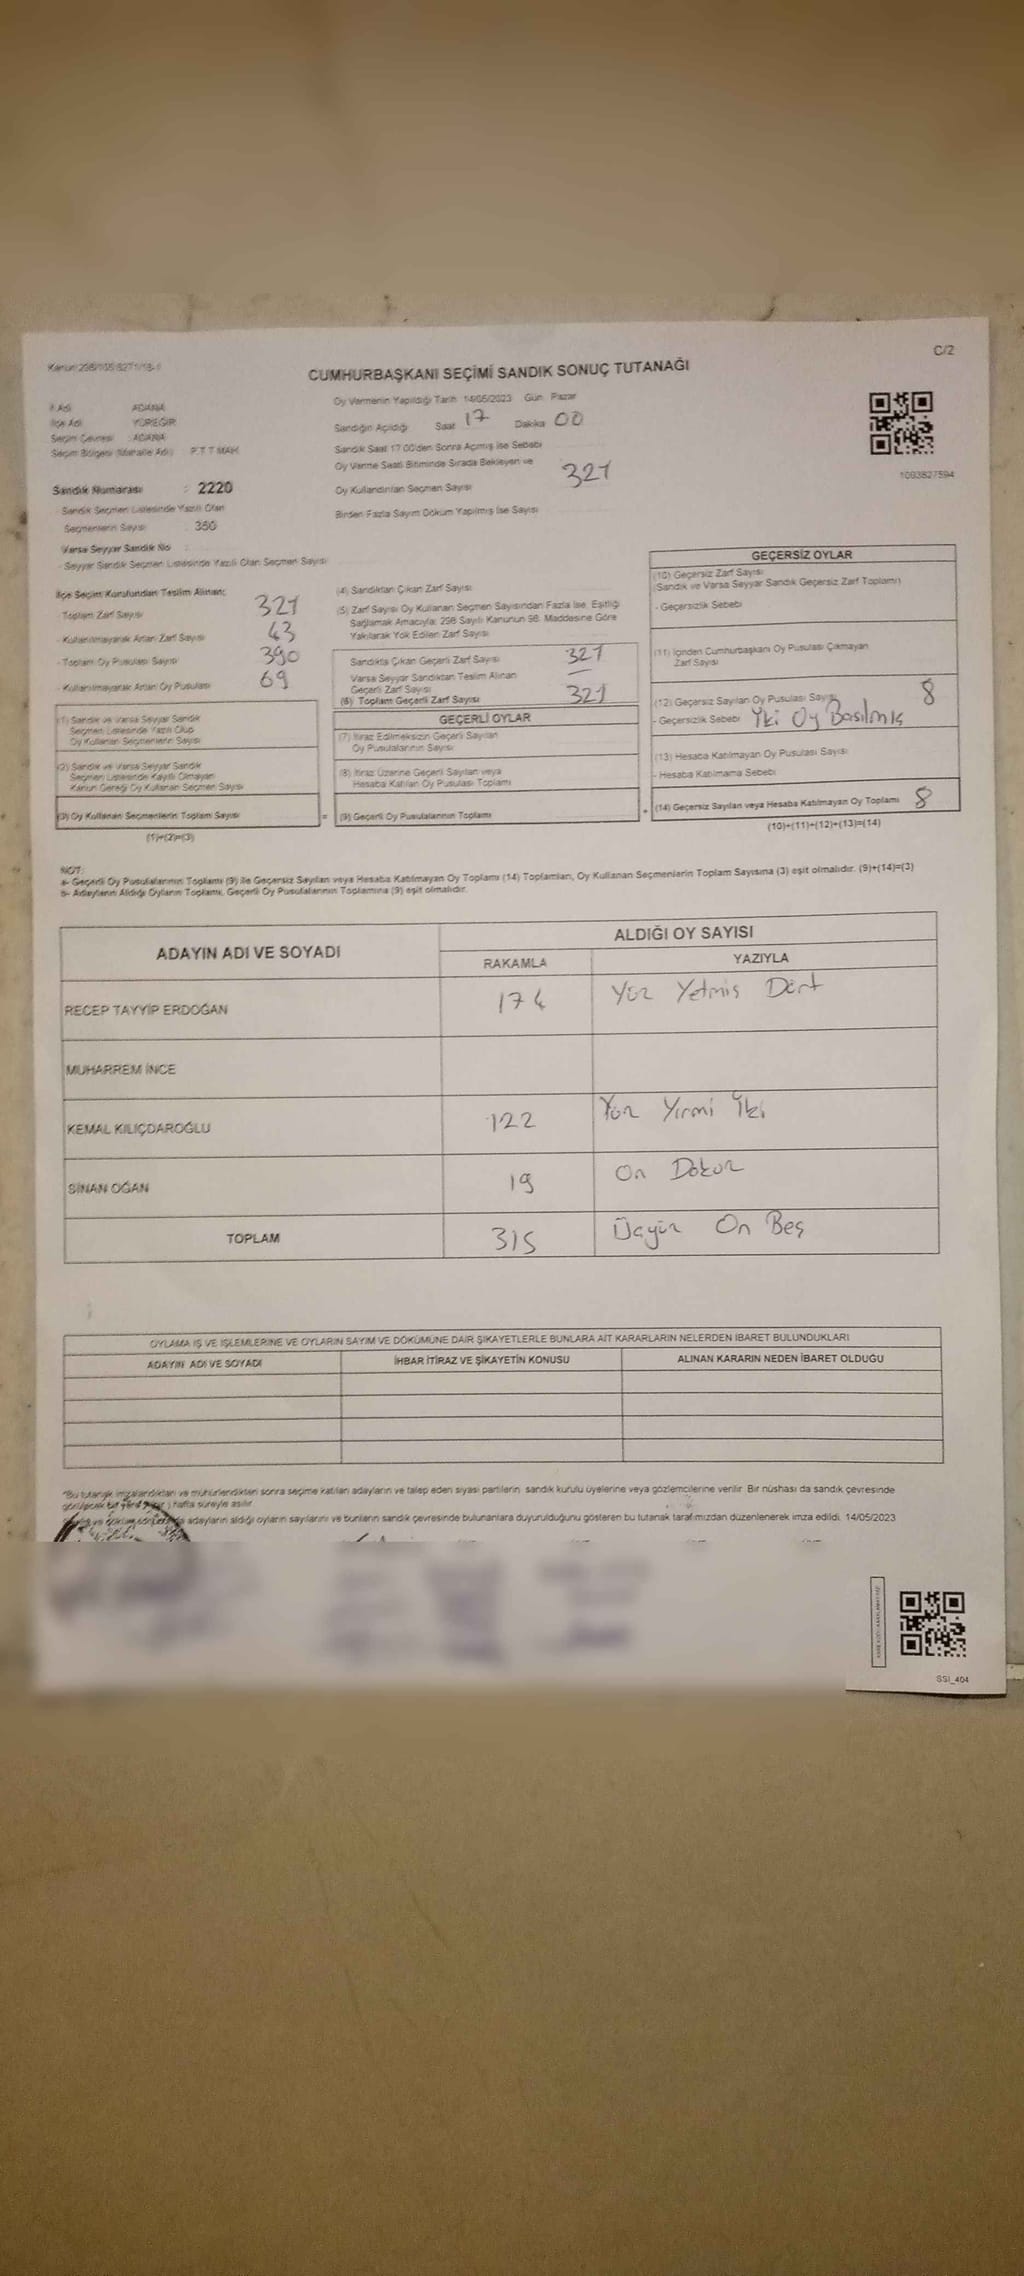 Kanun:298/105,6271/18-1
C/2
CUMHURBAŞKANI SEÇİMİ SANDIK SONUÇ TUTANAĞI
İl Adı ADANA
İlçe Adı YÜREĞİR
Seçim Çevresi : ADANA
Seçim Bölgesi (Mahalle Adı) P.T.T MAH.
Sandık Numarası : 2220
- Sandık Seçmen Listesinde Yazılı Olan
Seçmenlerin Sayısı : 360
Varsa Seyyar Sandık No
- Seyyar Sandık Seçmen Listesinde Yazılı Olan Seçmen Sayısı
Oy Vermenin Yapıldığı Tarih 14/05/2023 Gün Pazar
Sandığın Açıldığı Saat 17 Dakika 00
Sandık Saat 17:00'den Sonra Açılmış İse Sebebi
Oy Verme Saati Bitiminde Sırada Bekleyen ve
Oy Kullandırılan Seçmen Sayısı 321
Birden Fazla Sayım Döküm Yapılmış İse Sayısı
1093827594
İlçe Seçim Kurulundan Teslim Alınan;
- Toplam Zarf Sayısı 321
- Kullanılmayarak Artan Zarf Sayısı 43
- Toplam Oy Pusulası Sayısı 390
- Kullanılmayarak Artan Oy Pusulası 69
(1) Sandık ve Varsa Seyyar Sandık
Seçmen Listesinde Yazılı Olup
Oy Kullanan Seçmenlerin Sayısı
(2) Sandık ve Varsa Seyyar Sandık
Seçmen Listesinde Kayıtlı Olmayan
Kanun Gereği Oy Kullanan Seçmen Sayısı
(3) Oy Kullanan Seçmenlerin Toplam Sayısı =
(1)+(2)=(3)
(4) Sandıktan Çıkan Zarf Sayısı
(5) Zarf Sayısı Oy Kullanan Seçmen Sayısından Fazla İse, Eşitliği
Sağlamak Amacıyla; 298 Sayılı Kanunun 98. Maddesine Göre
Yakılarak Yok Edilen Zarf Sayısı
Sandıkta Çıkan Geçerli Zarf Sayısı 321
Varsa Seyyar Sandıktan Teslim Alınan
Geçerli Zarf Sayısı –
(6) Toplam Geçerli Zarf Sayısı 321
GEÇERLİ OYLAR
(7) İtiraz Edilmeksizin Geçerli Sayılan
Oy Pusulalarının Sayısı
(8) İtiraz Üzerine Geçerli Sayılan veya
Hesaba Katılan Oy Pusulası Toplamı
(9) Geçerli Oy Pusulalarının Toplamı +
GEÇERSİZ OYLAR
(10) Geçersiz Zarf Sayısı
(Sandık ve Varsa Seyyar Sandık Geçersiz Zarf Toplamı)
- Geçersizlik Sebebi
(11) İçinden Cumhurbaşkanı Oy Pusulası Çıkmayan
Zarf Sayısı
(12) Geçersiz Sayılan Oy Pusulası Sayısı 8
- Geçersizlik Sebebi İki Oy Basılmış
(13) Hesaba Katılmayan Oy Pusulası Sayısı
- Hesaba Katılmama Sebebi
(14) Geçersiz Sayılan veya Hesaba Katılmayan Oy Toplamı 8
(10)+(11)+(12)+(13)=(14)
NOT:
a- Geçerli Oy Pusulalarının Toplamı (9) ile Geçersiz Sayılan veya Hesaba Katılmayan Oy Toplamı (14) Toplamları, Oy Kullanan Seçmenlerin Toplam Sayısına (3) eşit olmalıdır. (9)+(14)=(3)
b- Adayların Aldığı Oyların Toplamı, Geçerli Oy Pusulalarının Toplamına (9) eşit olmalıdır.
ADAYIN ADI VE SOYADI ALDIĞI OY SAYISI
RAKAMLA YAZIYLA
RECEP TAYYİP ERDOĞAN 174 Yüz Yetmiş Dört
MUHARREM İNCE
KEMAL KILIÇDAROĞLU 122 Yüz Yirmi İki
SİNAN OĞAN 19 On Dokuz
TOPLAM 315 Üçyüz On Beş
OYLAMA İŞ VE İŞLEMLERİNE VE OYLARIN SAYIM VE DÖKÜMÜNE DAİR ŞİKAYETLERLE BUNLARA AİT KARARLARIN NELERDEN İBARET BULUNDUKLARI
ADAYIN ADI VE SOYADI İHBAR İTİRAZ VE ŞİKAYETİN KONUSU ALINAN KARARIN NEDEN İBARET OLDUĞU
*Bu tutanak imzalandıktan ve mühürlendikten sonra seçime katılan adayların ve talep eden siyasi partilerin sandık kurulu üyelerine veya gözlemcilerine verilir. Bir nüshası da sandık çevresinde
görülecek bir yere hafta süreyle asılır.
adayların aldığı oyların sayılarını ve bunların sandık çevresinde bulunanlara duyurulduğunu gösteren bu tutanak tarafımızdan düzenlenerek imza edildi. 14/05/2023
SSI_404